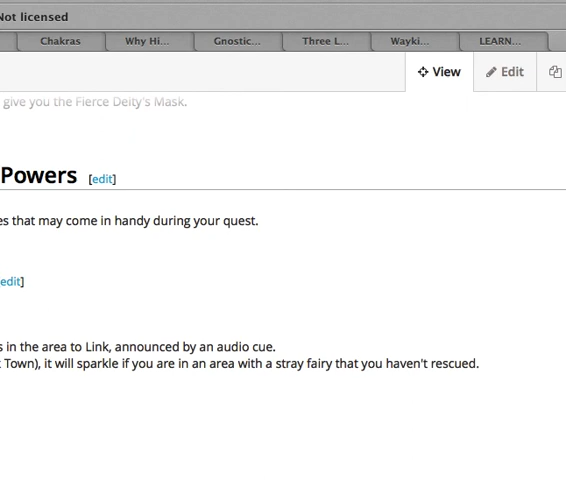 Not licensed
Chakras Why Hi... Gnostic... Three L... Wayki... LEARN...
View Edit
give you the Fierce Deity's Mask.
Powers [edit]
es that may come in handy during your quest.
edit]
s in the area to Link, announced by an audio cue.
Town), it will sparkle if you are in an area with a stray fairy that you haven't rescued.